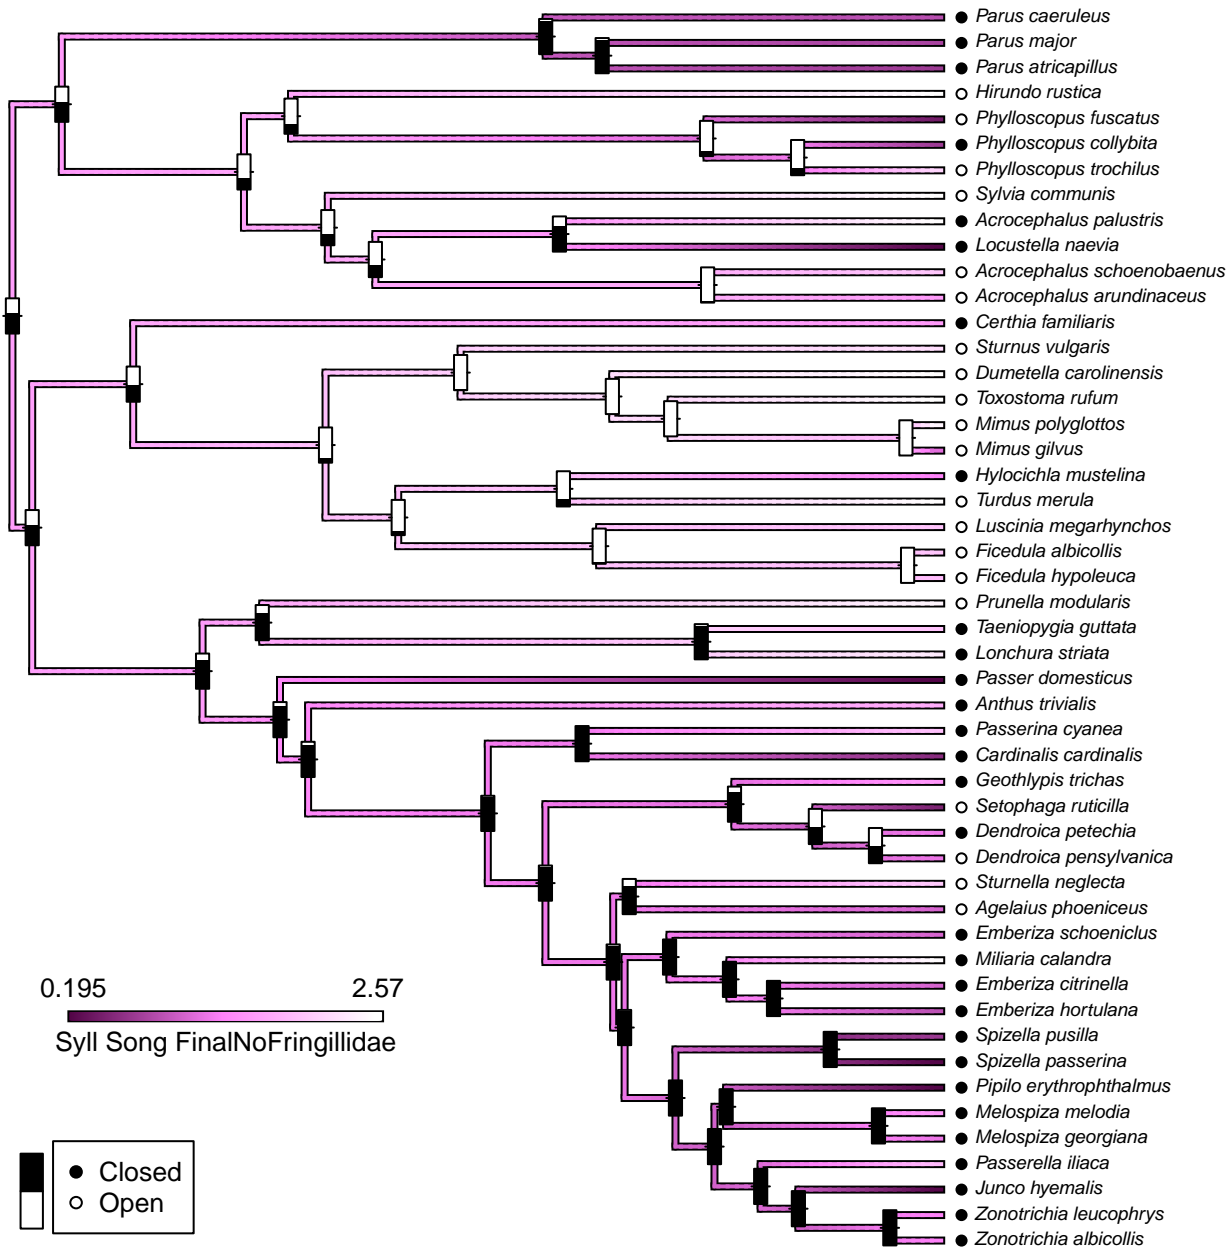 Parus caeruleus
Parus major
Parus atricapillus
Hirundo rustica
Phylloscopus fuscatus
Phylloscopus collybita
Phylloscopus trochilus
Sylvia communis
Acrocephalus palustris
Locustella naevia
Acrocephalus schoenobaenus
Acrocephalus arundinaceus
Certhia familiaris
Sturnus vulgaris
Dumetella carolinensis
Toxostoma rufum
Mimus polyglottos
Mimus gilvus
Hylocichla mustelina
Turdus merula
Luscinia megarhynchos
Ficedula albicollis
Ficedula hypoleuca
Prunella modularis
Taeniopygia guttata
Lonchura striata
Passer domesticus
Anthus trivialis
Passerina cyanea
Cardinalis cardinalis
Geothlypis trichas
Setophaga ruticilla
Dendroica petechia
Dendroica pensylvanica
Sturnella neglecta
Agelaius phoeniceus
Emberiza schoeniclus
Miliaria calandra
Emberiza citrinella
Emberiza hortulana
Spizella pusilla
Spizella passerina
Pipilo erythrophthalmus
Melospiza melodia
Melospiza georgiana
Passerella iliaca
Junco hyemalis
Zonotrichia leucophrys
Zonotrichia albicollis
0.195 2.57
Syll Song FinalNoFringillidae
Closed
Open